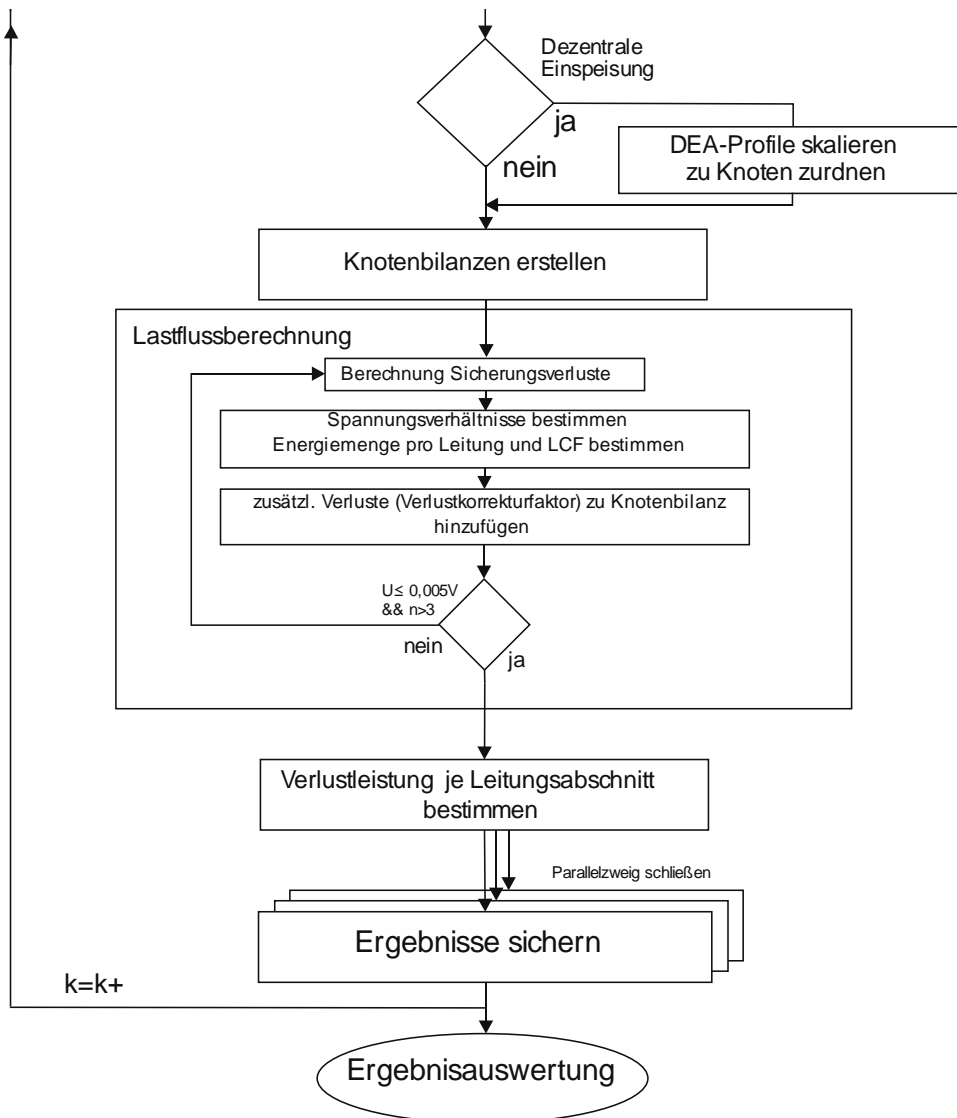 Dezentrale
Einspeisung
ja
nein
DEA-Profile skalieren
zu Knoten zurdnen
Knotenbilanzen erstellen
Lastflussberechnung
Berechnung Sicherungsverluste
Spannungsverhältnisse bestimmen
Energiemenge pro Leitung und LCF bestimmen
zusätzl. Verluste (Verlustkorrekturfaktor) zu Knotenbilanz
hinzufügen
U≤ 0,005V
&& n>3
nein
ja
Verlustleistung je Leitungsabschnitt
bestimmen
Parallelzweig schließen
Ergebnisse sichern
k=k+
Ergebnisauswertung